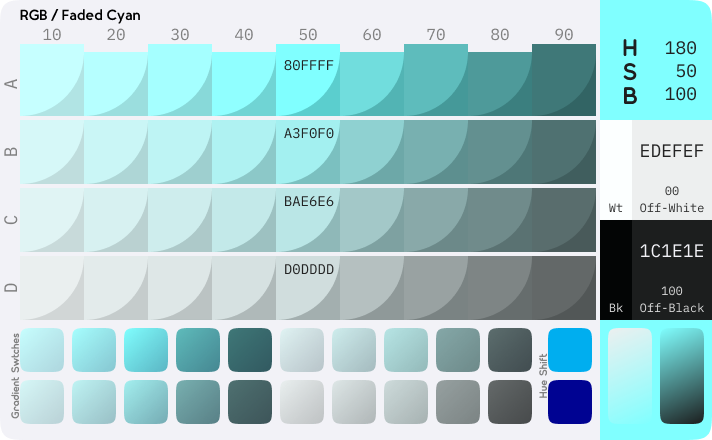 RGB / Faded Cyan
10 20 30 40 50 60 70 80 90
A 80FFFF
B A3F0F0
C BAE6E6
D D0DDDD
H 180
S 50
B 100
EDEFEF
00
Wt Off-White
1C1E1E
100
Bk Off-Black
Gradient Swtches
Hue Shift